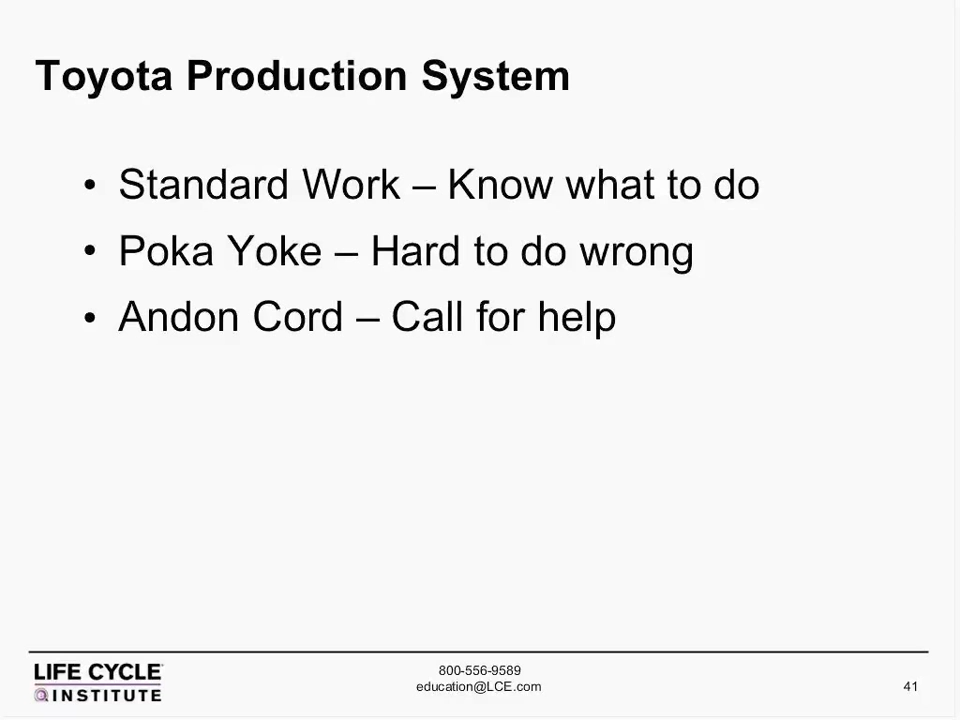 Toyota Production System
• Standard Work – Know what to do
• Poka Yoke – Hard to do wrong
• Andon Cord – Call for help
LIFE CYCLE
INSTITUTE
800-556-9589
education@LCE.com
41